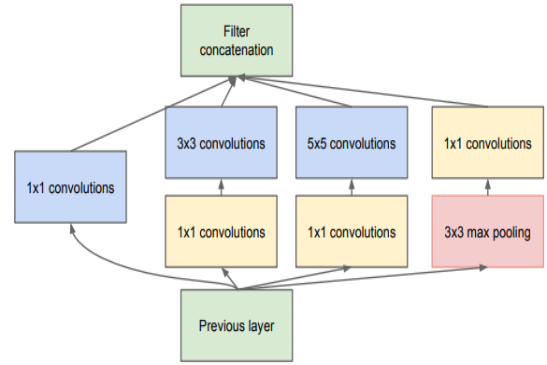 Filter
concatenation
3x3 convolutions
5x5 convolutions
1x1 convolutions
1x1 convolutions
1x1 convolutions
1x1 convolutions
3x3 max pooling
Previous layer